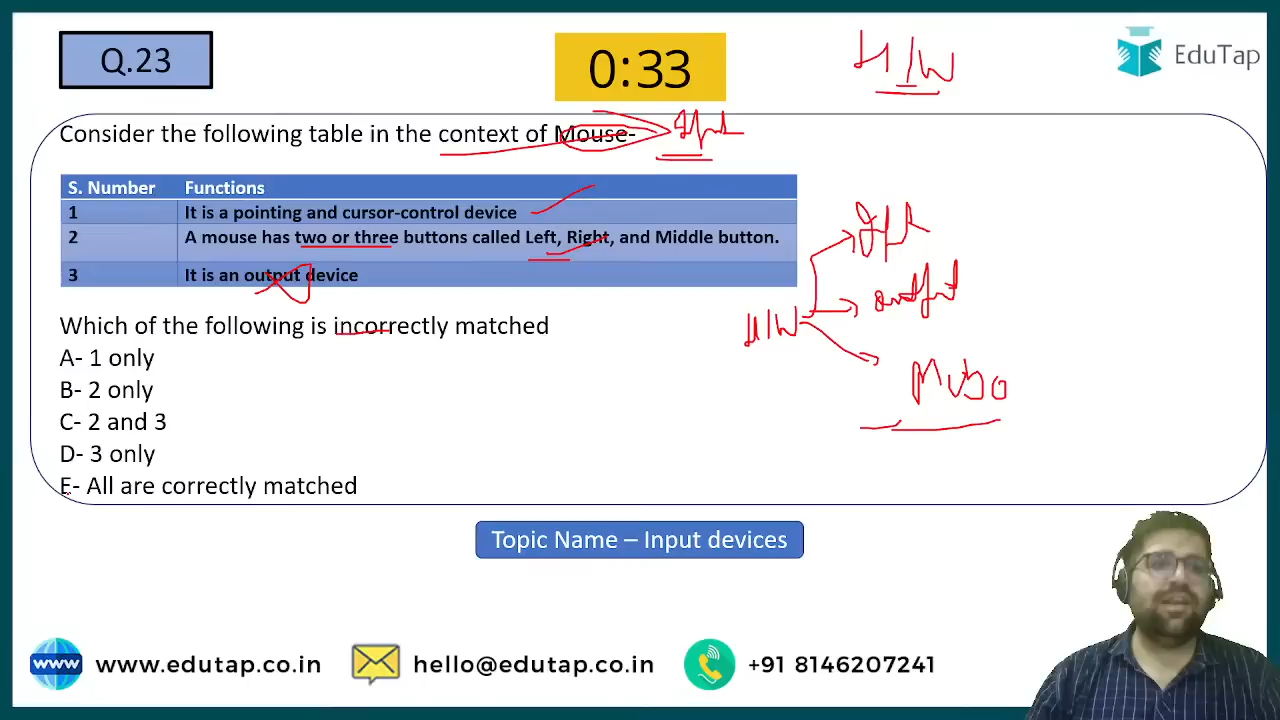 Q.23
0:33
H/W
EduTap
Consider the following table in the context of Mouse-
S. Number Functions
1 It is a pointing and cursor-control device
2 A mouse has two or three buttons called Left, Right, and Middle button.
3 It is an output device
Which of the following is incorrectly matched
A- 1 only
B- 2 only
C- 2 and 3
D- 3 only
E- All are correctly matched
H/W
output
Topic Name – Input devices
www
www.edutap.co.in
hello@edutap.co.in
+91 8146207241